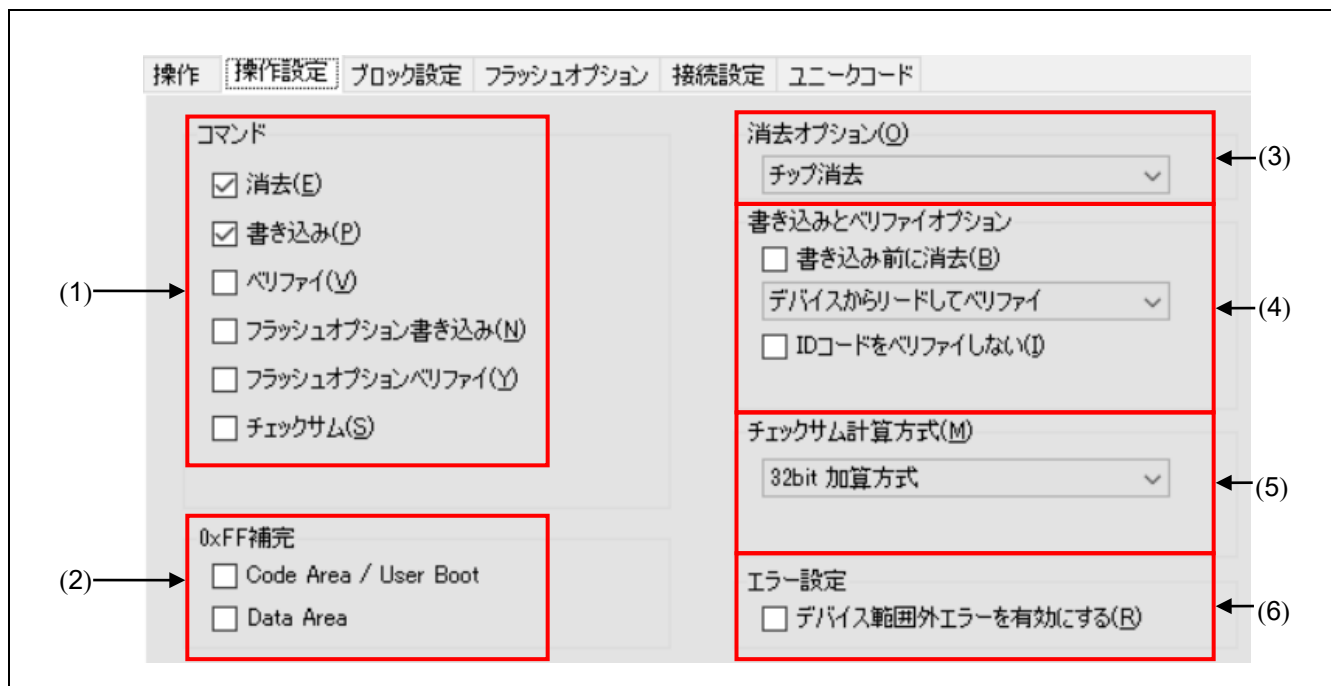 操作 操作設定 ブロック設定 フラッシュオプション 接続設定 ユニークコード
(1)
コマンド
消去(E)
書き込み(P)
ベリファイ(V)
フラッシュオプション書き込み(N)
フラッシュオプションベリファイ(Y)
チェックサム(S)
(2)
0xFF補完
Code Area / User Boot
Data Area
消去オプション(O)
チップ消去
(3)
書き込みとベリファイオプション
書き込み前に消去(B)
デバイスからリードしてベリファイ
IDコードをベリファイしない(I)
(4)
チェックサム計算方式(M)
32bit 加算方式
(5)
エラー設定
デバイス範囲外エラーを有効にする(R)
(6)